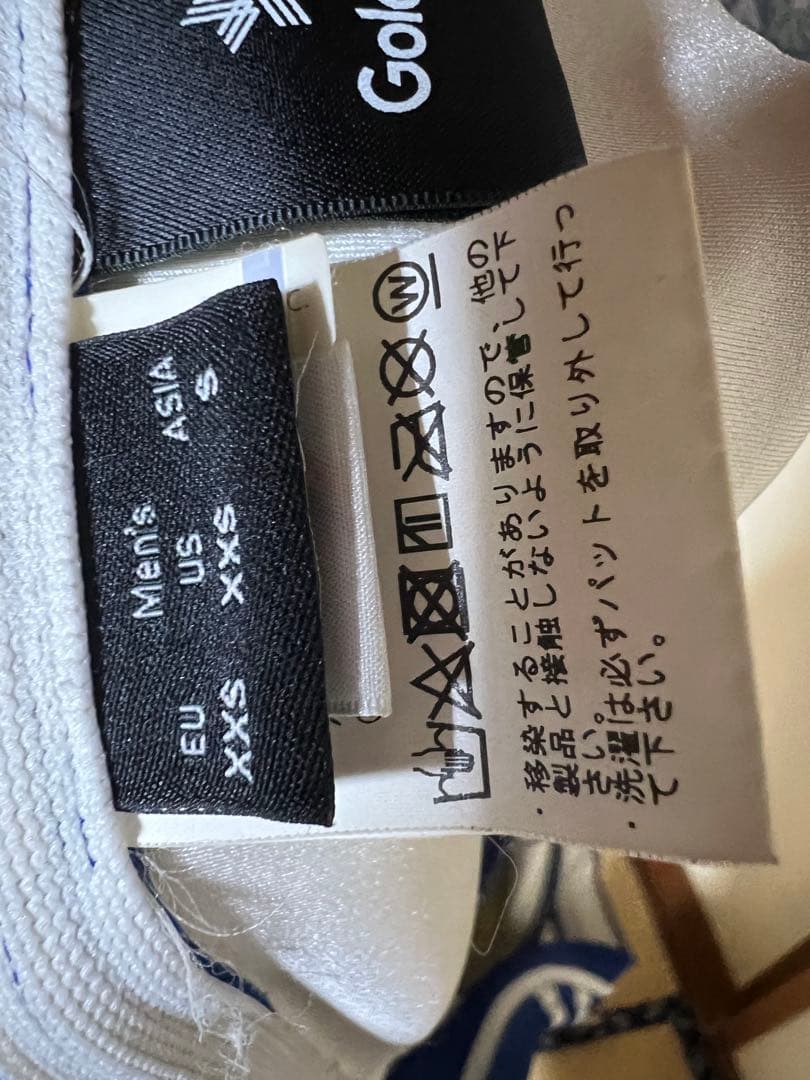 Gol
Men's
EU US ASIA
XXS XXS S
W
・移染することがありますので、他の
製品と接触しないように保管して下
さい。
・洗濯は必ずパットを取り外して行っ
て下さい。